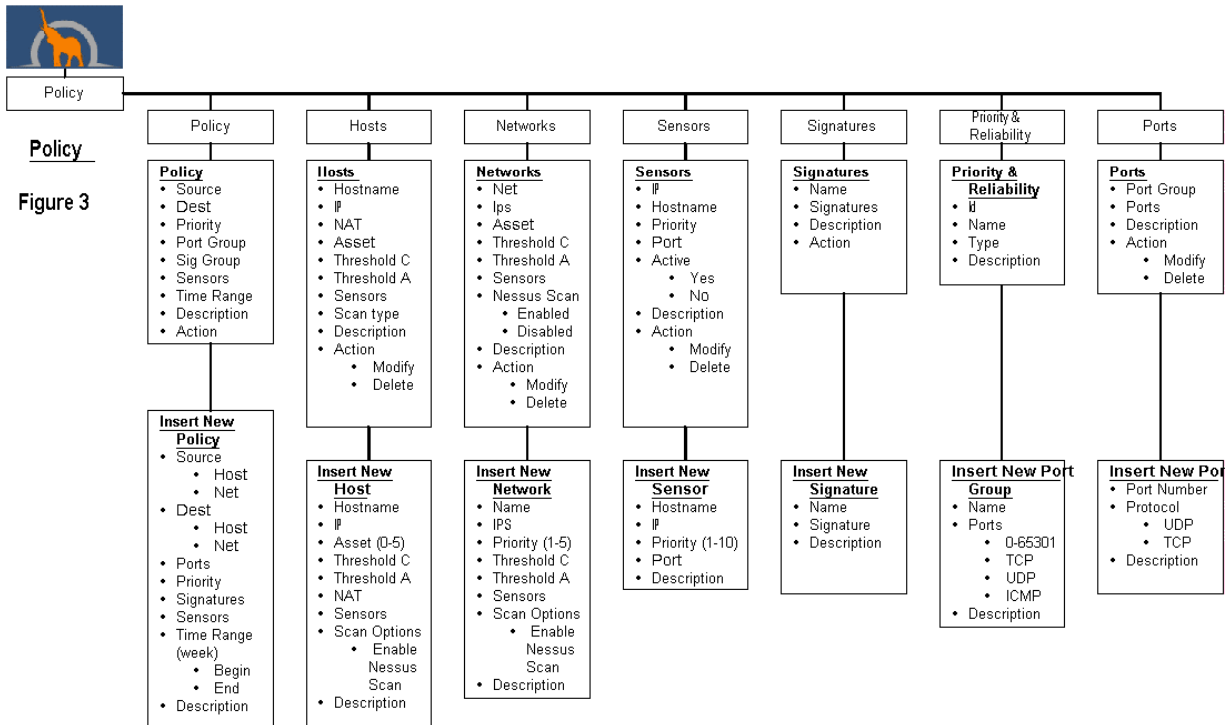 Policy
Policy
Figure 3
Policy
Hosts
Networks
Sensors
Signatures
Priority &
Reliability
Ports
Policy
• Source
• Dest
• Priority
• Port Group
• Sig Group
• Sensors
• Time Range
• Description
• Action
Hosts
• Hostname
• IP
• NAT
• Asset
• Threshold C
• Threshold A
• Sensors
• Scan type
• Description
• Action
• Modify
• Delete
Networks
• Net
• Ips
• Asset
• Threshold C
• Threshold A
• Sensors
• Nessus Scan
• Enabled
• Disabled
• Description
• Action
• Modify
• Delete
Sensors
• IP
• Hostname
• Priority
• Port
• Active
• Yes
• No
• Description
• Action
• Modify
• Delete
Signatures
• Name
• Signatures
• Description
• Action
Priority &
Reliability
• Id
• Name
• Type
• Description
Ports
• Port Group
• Ports
• Description
• Action
• Modify
• Delete
Insert New
Policy
• Source
• Host
• Net
• Dest
• Host
• Net
• Ports
• Priority
• Signatures
• Sensors
• Time Range
(week)
• Begin
• End
• Description
Insert New
Host
• Hostname
• IP
• Asset (0-5)
• Threshold C
• Threshold A
• NAT
• Sensors
• Scan Options
• Enable
Nessus
Scan
• Description
Insert New
Network
• Name
• IPS
• Priority (1-5)
• Threshold C
• Threshold A
• Sensors
• Scan Options
• Enable
Nessus
Scan
• Description
Insert New
Sensor
• Hostname
• IP
• Priority (1-10)
• Port
• Description
Insert New
Signature
• Name
• Signature
• Description
Insert New Port
Group
• Name
• Ports
• 0-65301
• TCP
• UDP
• ICMP
• Description
Insert New Por
• Port Number
• Protocol
• UDP
• TCP
• Description